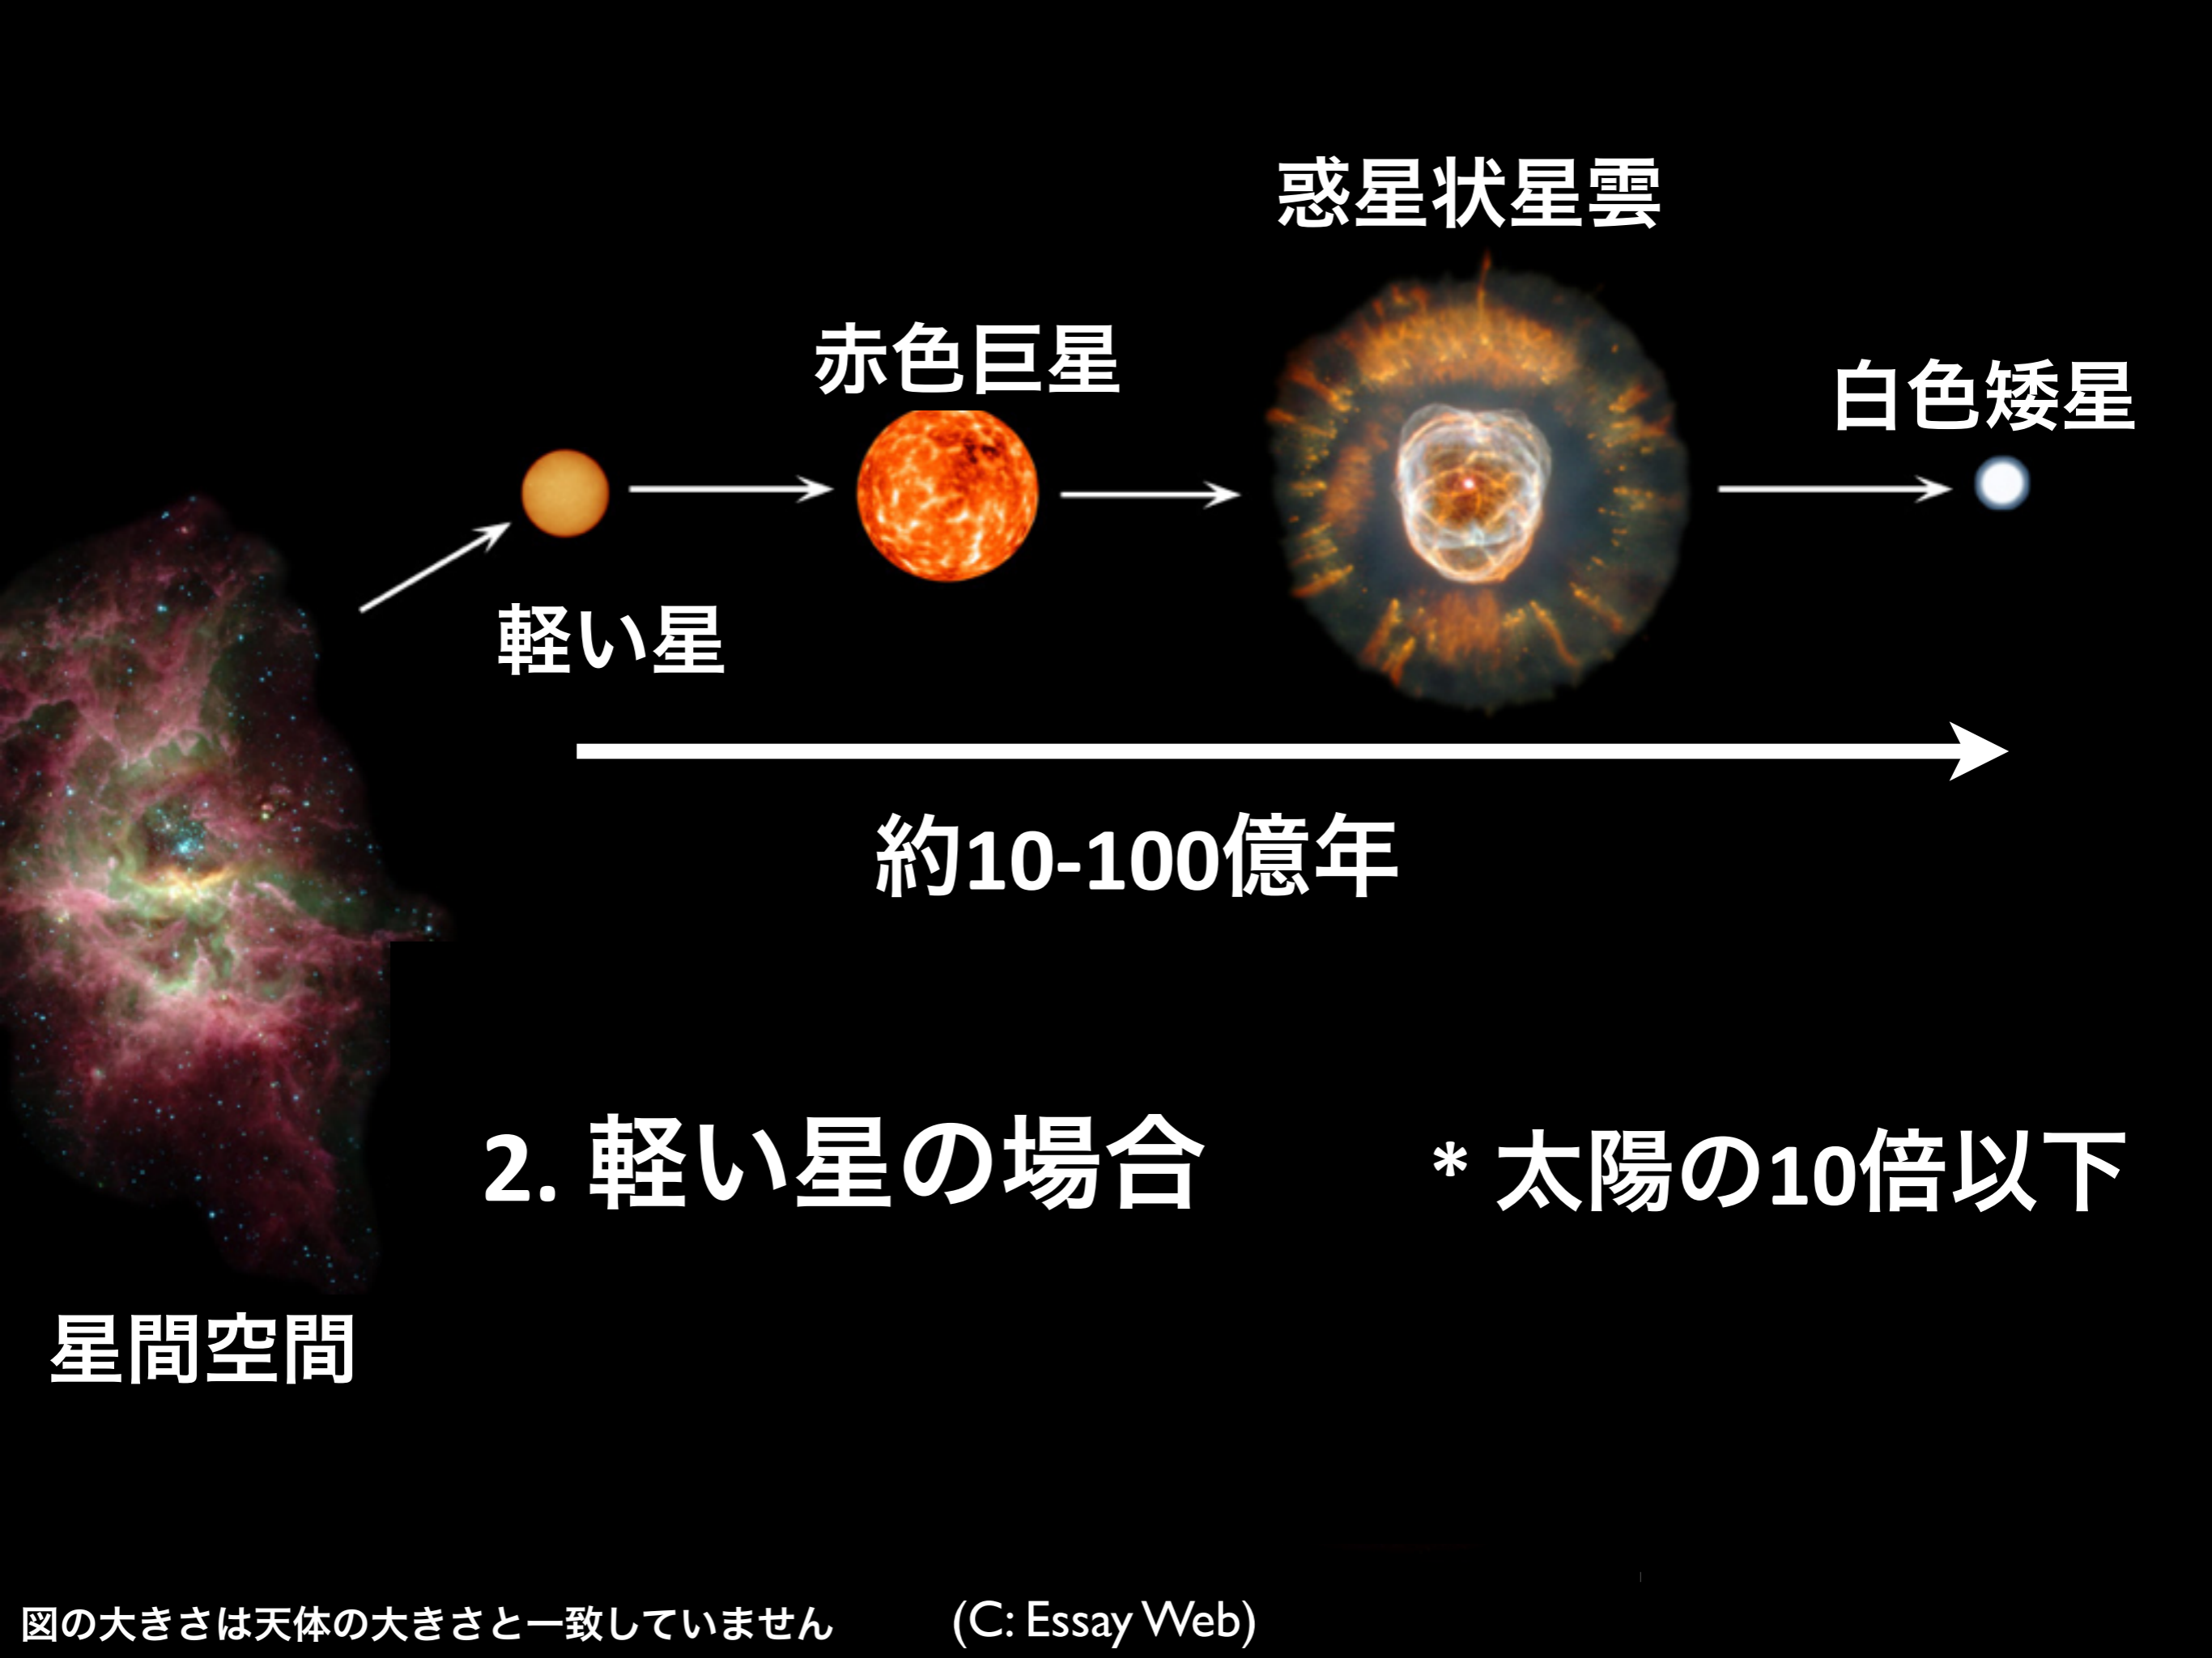 惑星状星雲
赤色巨星
白色矮星
軽い星
約10-100億年
2. 軽い星の場合
* 太陽の10倍以下
星間空間
図の大きさは天体の大きさと一致していません
(C: Essay Web)